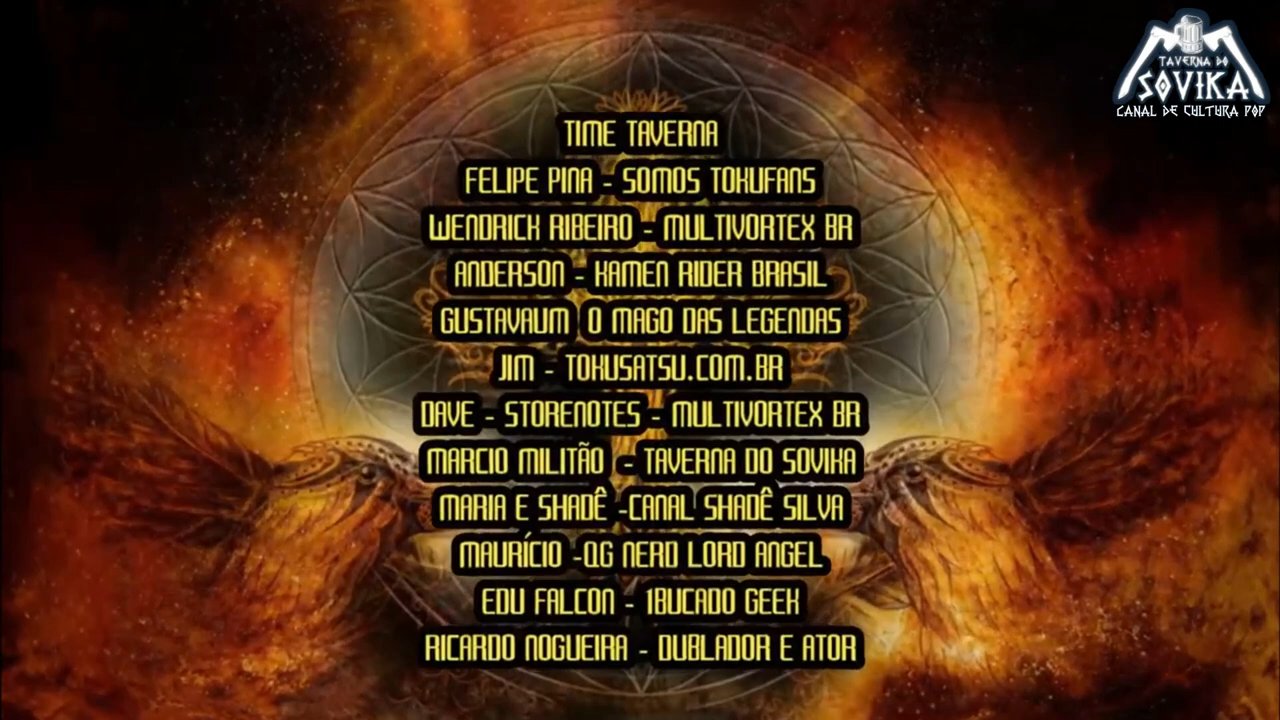 TAVERNA DO
SOVIKA
CANAL DE CULTURA POP
TIME TAVERNA
FELIPE PINA - SOMOS TOKUFANS
WENDRICK RIBEIRO - MULTIVORTEX BR
ANDERSON - KAMEN RIDER BRASIL
GUSTAVAUM O MAGO DAS LEGENDAS
JIM - TOKUSATSU.COM.BR
DAVE - STORENOTES - MULTIVORTEX BR
MARCIO MILITÃO - TAVERNA DO SOVIKA
MARIA E SHADÊ -CANAL SHADÊ SILVA
MAURÍCIO -QG NERD LORD ANGEL
EDU FALCON - 1BUCADO GEEK
RICARDO NOGUEIRA - DUBLADOR E ATOR